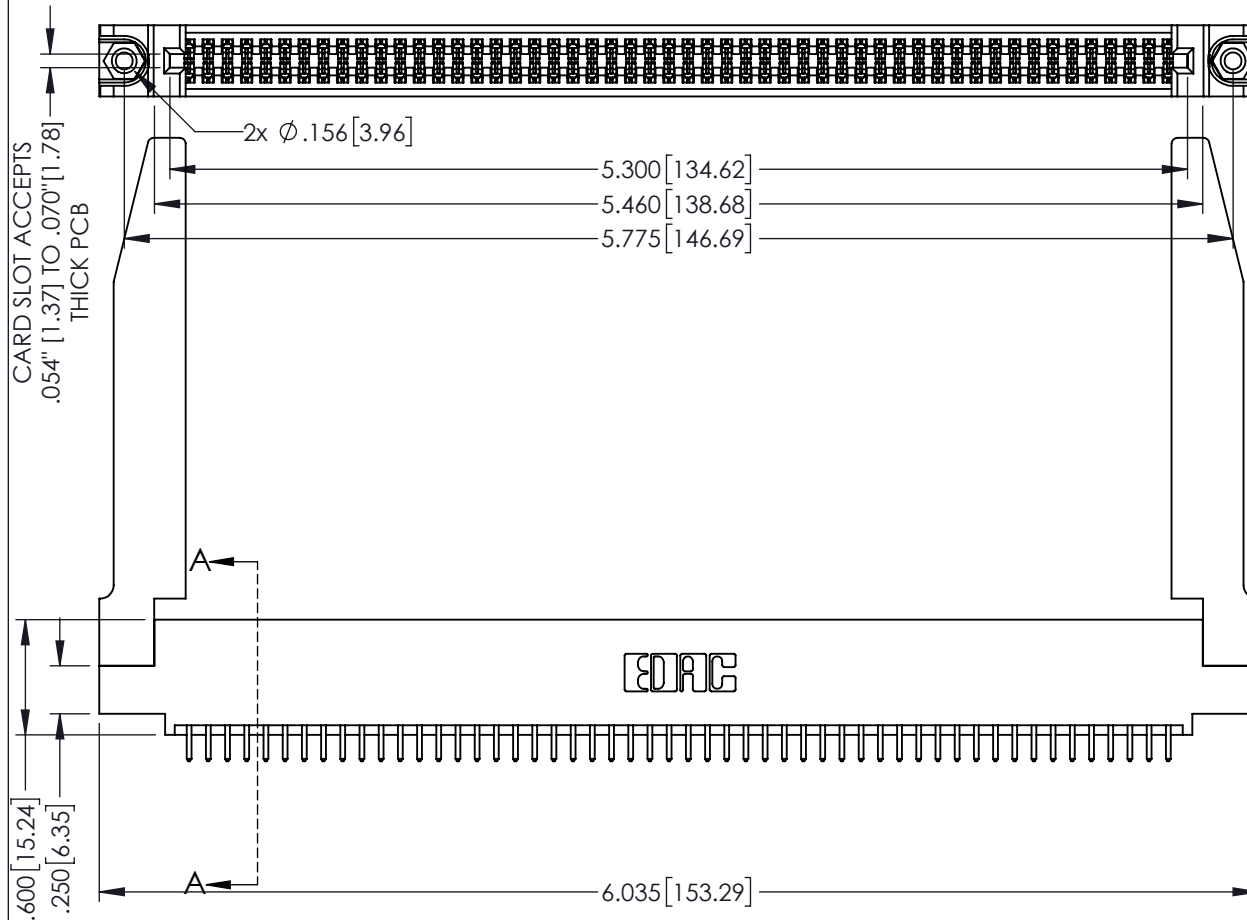 CARD SLOT ACCEPTS
.054" [1.37] TO .070"[1.78]
THICK PCB
2x ∅ .156[3.96]
5.300[134.62]
5.460[138.68]
5.775[146.69]
A
EDAC
.600[15.24]
.250[6.35]
A
6.035[153.29]